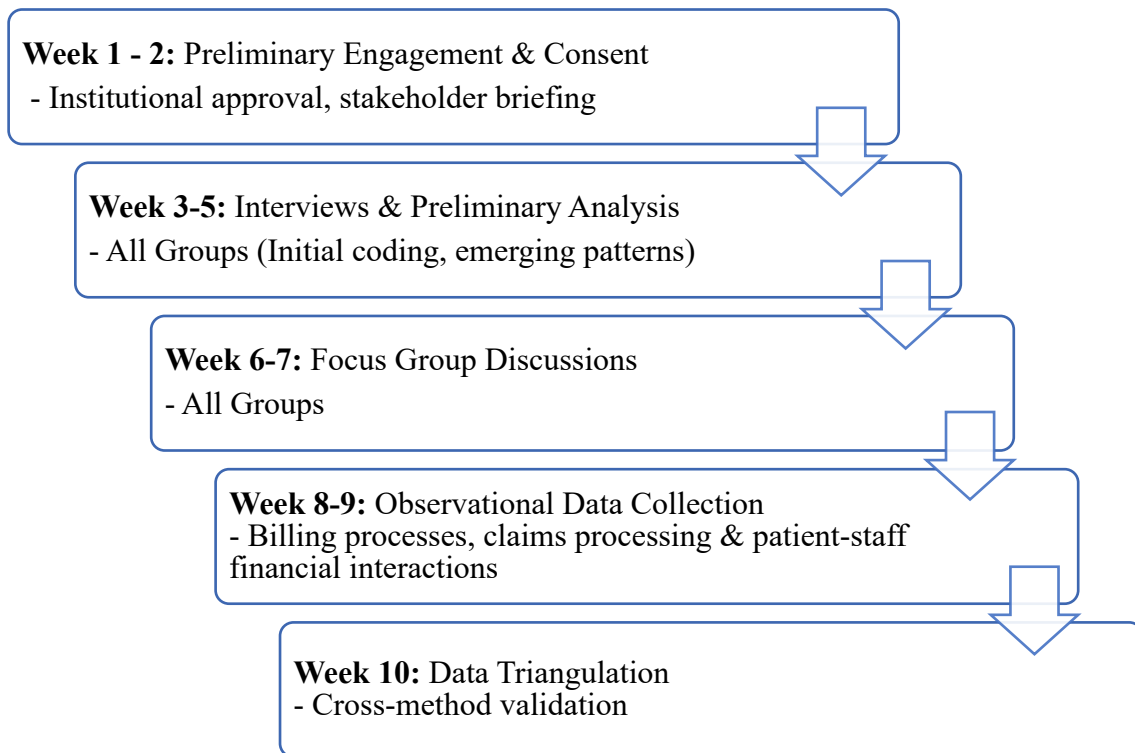 Week 1 - 2: Preliminary Engagement & Consent
- Institutional approval, stakeholder briefing
Week 3-5: Interviews & Preliminary Analysis
- All Groups (Initial coding, emerging patterns)
Week 6-7: Focus Group Discussions
- All Groups
Week 8-9: Observational Data Collection
- Billing processes, claims processing & patient-staff
financial interactions
Week 10: Data Triangulation
- Cross-method validation